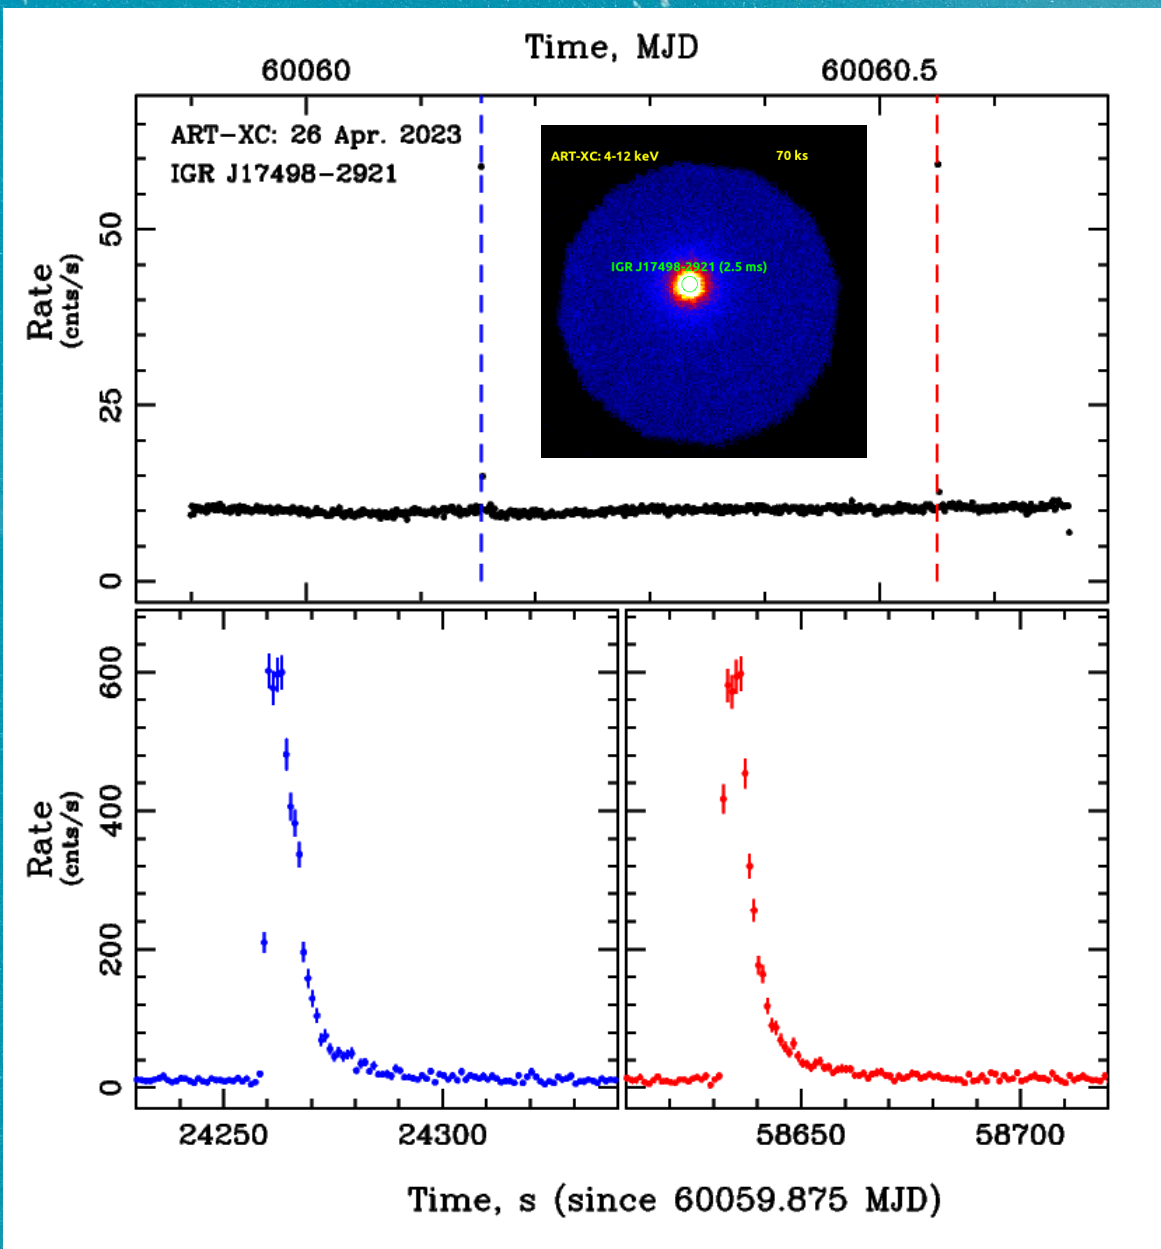 Time, MJD
60060 60060.5
ART-XC: 26 Apr. 2023
IGR J17498-2921
ART-XC: 4-12 keV 70 ks
IGR J17498-2921 (2.5 ms)
Rate
(cnts/s)
50
25
0
Rate
(cnts/s)
600
400
200
0
24250 24300 58650 58700
Time, s (since 60059.875 MJD)